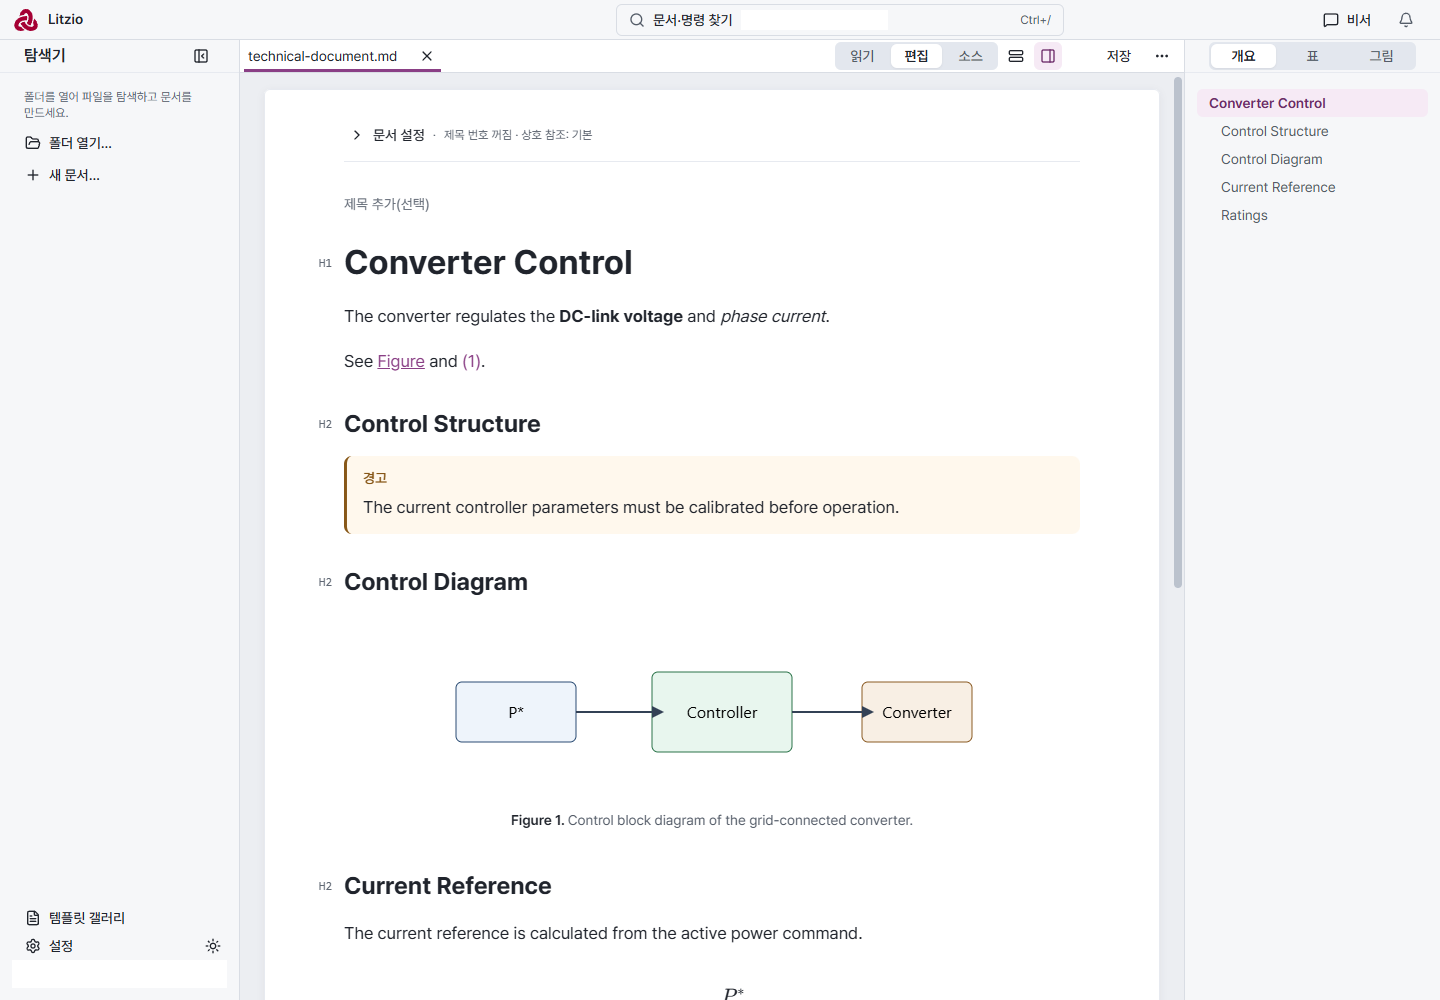 Litzio
문서·명령 찾기
Ctrl+/
비서
탐색기
technical-document.md
읽기
편집
소스
저장
개요
표
그림
폴더를 열어 파일을 탐색하고 문서를
만드세요.
폴더 열기...
새 문서...
문서 설정 · 제목 번호 꺼짐 · 상호 참조: 기본
제목 추가(선택)
H1 Converter Control
The converter regulates the DC-link voltage and phase current.
See Figure and (1).
H2 Control Structure
경고
The current controller parameters must be calibrated before operation.
H2 Control Diagram
P*
Controller
Converter
Figure 1. Control block diagram of the grid-connected converter.
H2 Current Reference
The current reference is calculated from the active power command.
P*
Converter Control
Control Structure
Control Diagram
Current Reference
Ratings
템플릿 갤러리
설정